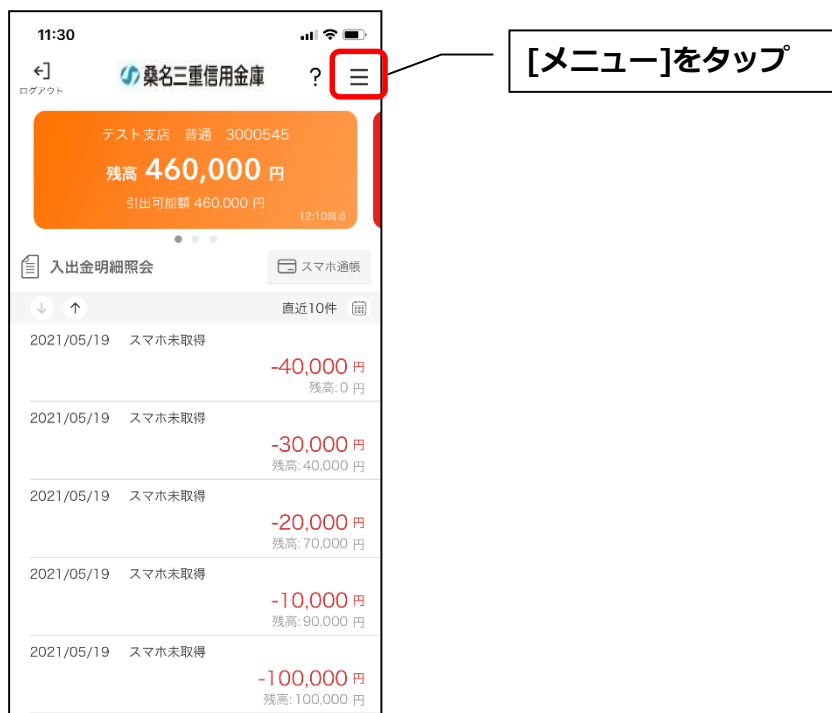 11:30
ログアウト
桑名三重信用金庫
?
[メニュー]をタップ
テスト支店 普通 3000545
残高 460,000 円
引出可能額 460,000 円
12:10時点
入出金明細照会
スマホ通帳
直近10件
2021/05/19 スマホ未取得
-40,000 円
残高:0 円
2021/05/19 スマホ未取得
-30,000 円
残高:40,000 円
2021/05/19 スマホ未取得
-20,000 円
残高:70,000 円
2021/05/19 スマホ未取得
-10,000 円
残高:90,000 円
2021/05/19 スマホ未取得
-100,000 円
残高:100,000 円